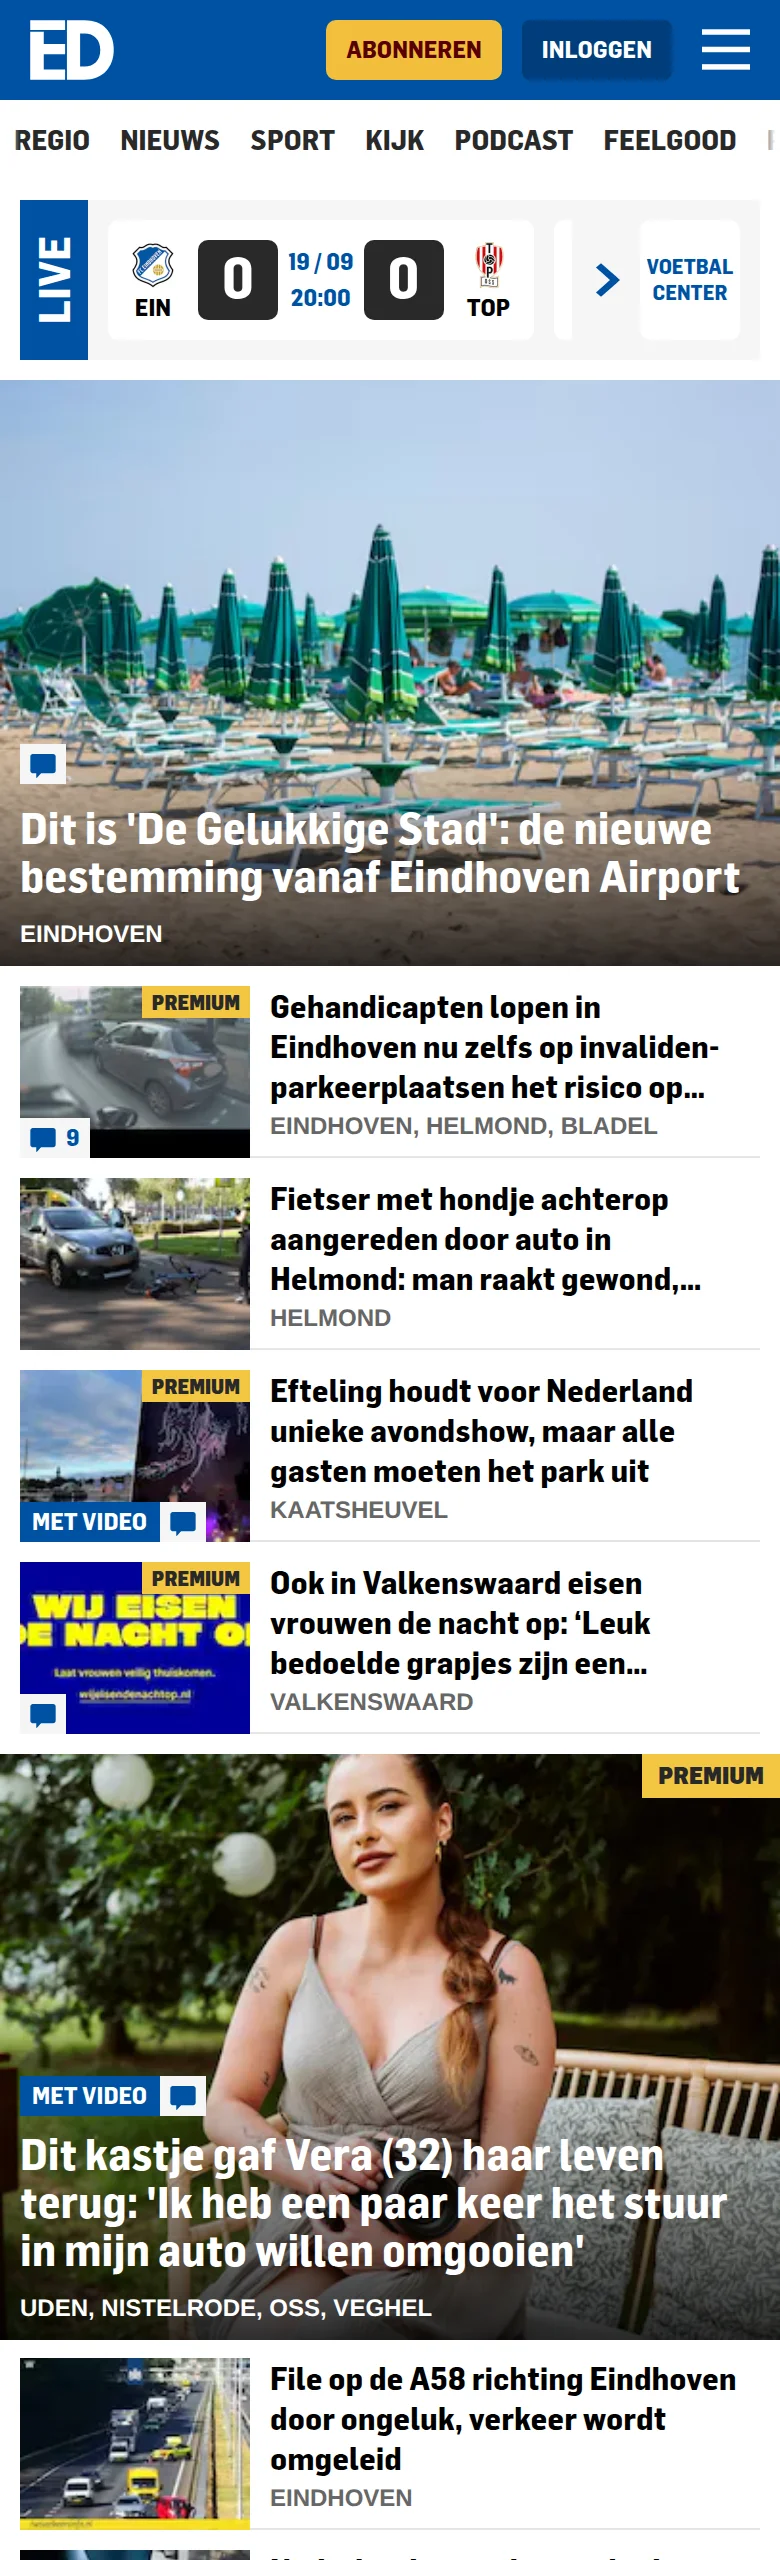 ED
ABONNEREN
INLOGGEN
REGIO NIEUWS SPORT KIJK PODCAST FEELGOOD
LIVE
EIN
0
19 / 09
20:00
0
TOP
VOETBAL
CENTER
Dit is 'De Gelukkige Stad': de nieuwe
bestemming vanaf Eindhoven Airport
EINDHOVEN
PREMIUM
9
Gehandicapten lopen in
Eindhoven nu zelfs op invaliden-
parkeerplaatsen het risico op...
EINDHOVEN, HELMOND, BLADEL
Fietser met hondje achterop
aangereden door auto in
Helmond: man raakt gewond,...
HELMOND
PREMIUM
MET VIDEO
Efteling houdt voor Nederland
unieke avondshow, maar alle
gasten moeten het park uit
KAATSHEUVEL
PREMIUM
WIJ EISEN
DE NACHT OP
Laat vrouwen veilig thuiskomen.
wijeisendenachtop.nl
Ook in Valkenswaard eisen
vrouwen de nacht op: ‘Leuk
bedoelde grapjes zijn een...
VALKENSWAARD
PREMIUM
MET VIDEO
Dit kastje gaf Vera (32) haar leven
terug: 'Ik heb een paar keer het stuur
in mijn auto willen omgooien'
UDEN, NISTELRODE, OSS, VEGHEL
File op de A58 richting Eindhoven
door ongeluk, verkeer wordt
omgeleid
EINDHOVEN